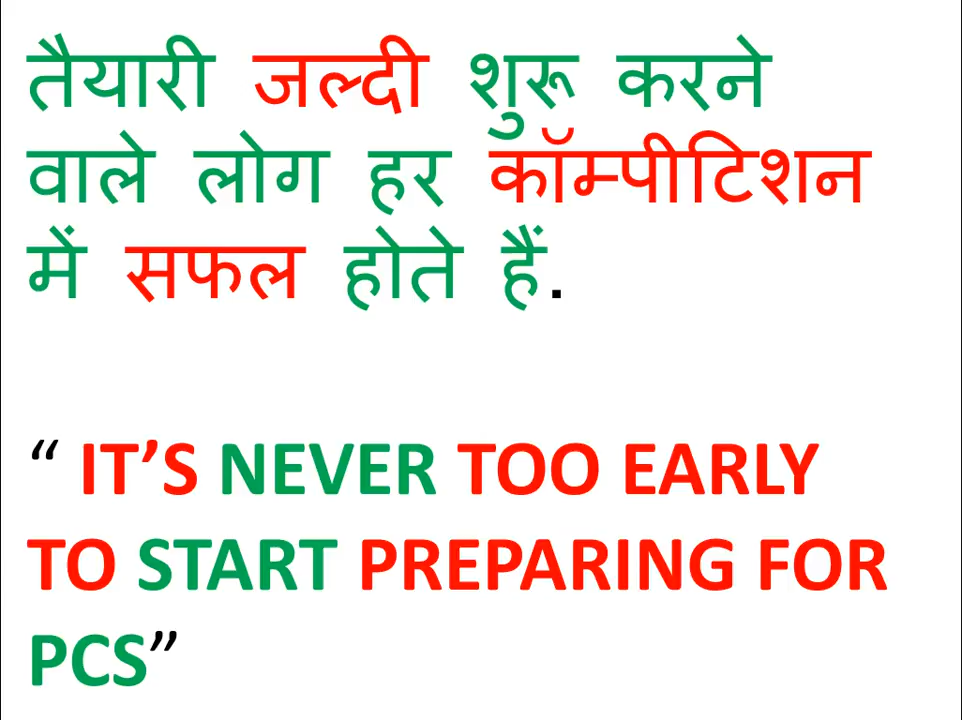 तैयारी जल्दी शुरू करने
वाले लोग हर कॉम्पीटिशन
में सफल होते हैं.
“ IT’S NEVER TOO EARLY
TO START PREPARING FOR
PCS”